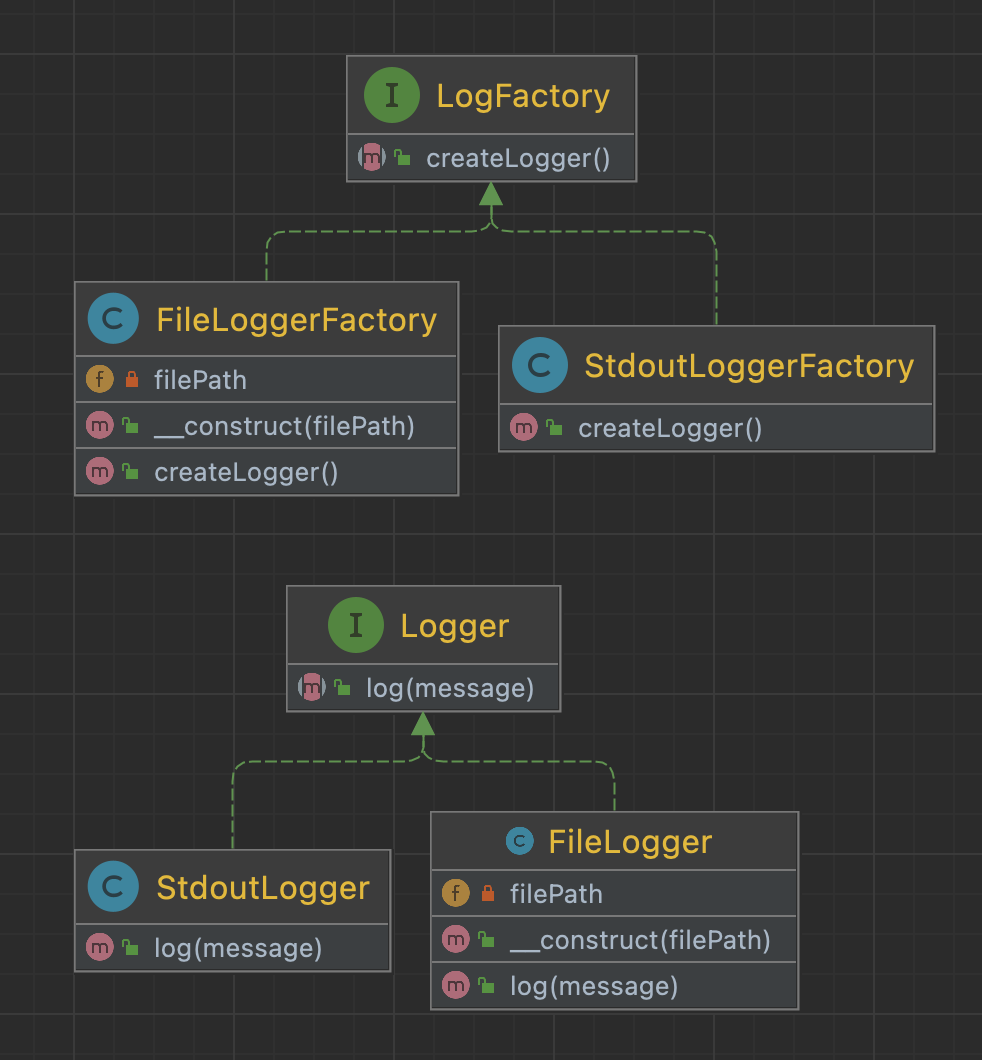 I LogFactory
m createLogger()
C FileLoggerFactory
f filePath
m __construct(filePath)
m createLogger()
C StdoutLoggerFactory
m createLogger()
I Logger
m log(message)
C StdoutLogger
m log(message)
C FileLogger
f filePath
m __construct(filePath)
m log(message)